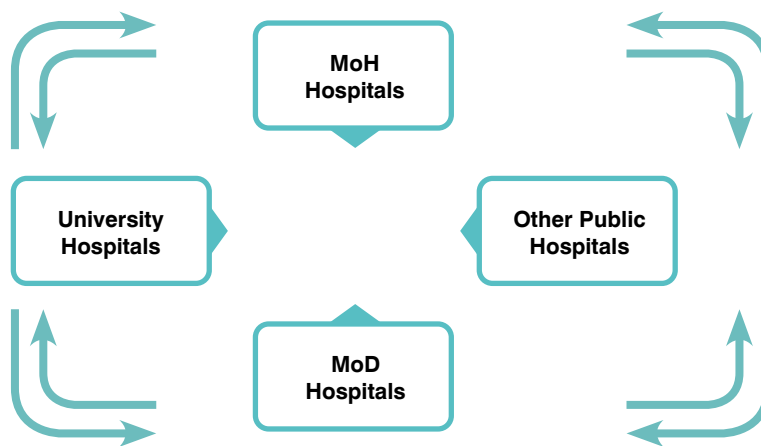 MoH
Hospitals
University
Hospitals
Other Public
Hospitals
MoD
Hospitals